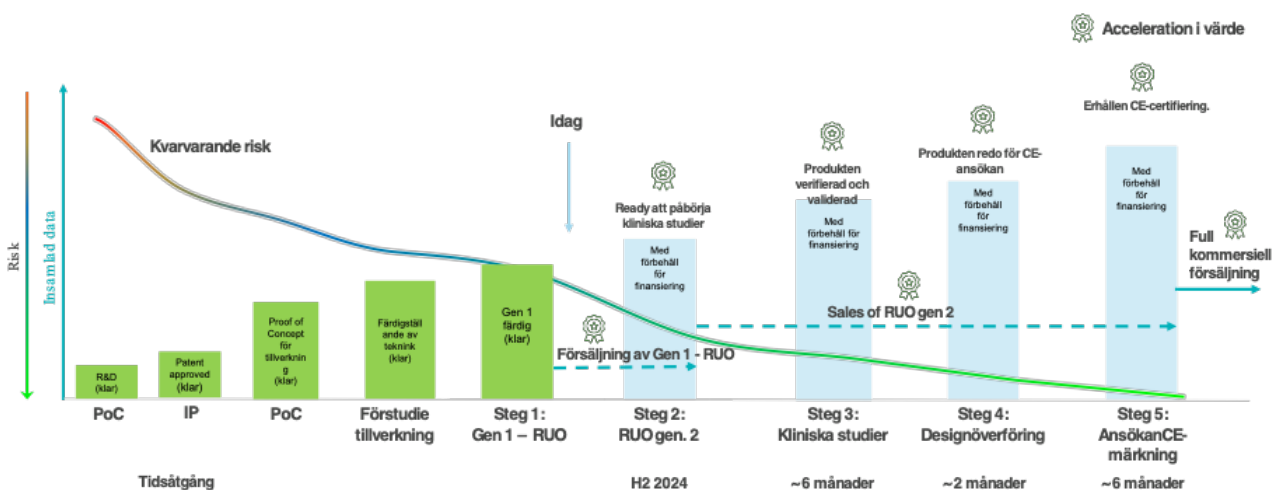 Acceleration i värde
Erhållen CE-certifiering.
Idag
Kvarvarande risk
Produkten
verifierad och
validerad
Produkten redo för CE-
ansökan
Ready att påbörja
kliniska studier
Risk
Insamlad data
R&D
(klar)
Patent
approved
(klar)
Proof of
Concept
för
tillverknin
g
(klar)
Färdigställ
ande av
teknink
(klar)
Gen 1
färdig
(klar)
Med
förbehåll
för
finansiering
Med
förbehåll för
finansiering
Med
förbehåll
för
finansiering
Med
förbehåll
för
finansiering
Full
kommersiell
försäljning
Sales of RUO gen 2
Försäljning av Gen 1 - RUO
PoC
IP
PoC
Förstudie
tillverkning
Steg 1:
Gen 1 – RUO
Steg 2:
RUO gen. 2
Steg 3:
Kliniska studier
Steg 4:
Designöverföring
Steg 5:
AnsökanCE-
märkning
Tidsåtgång
H2 2024
~6 månader
~2 månader
~6 månader